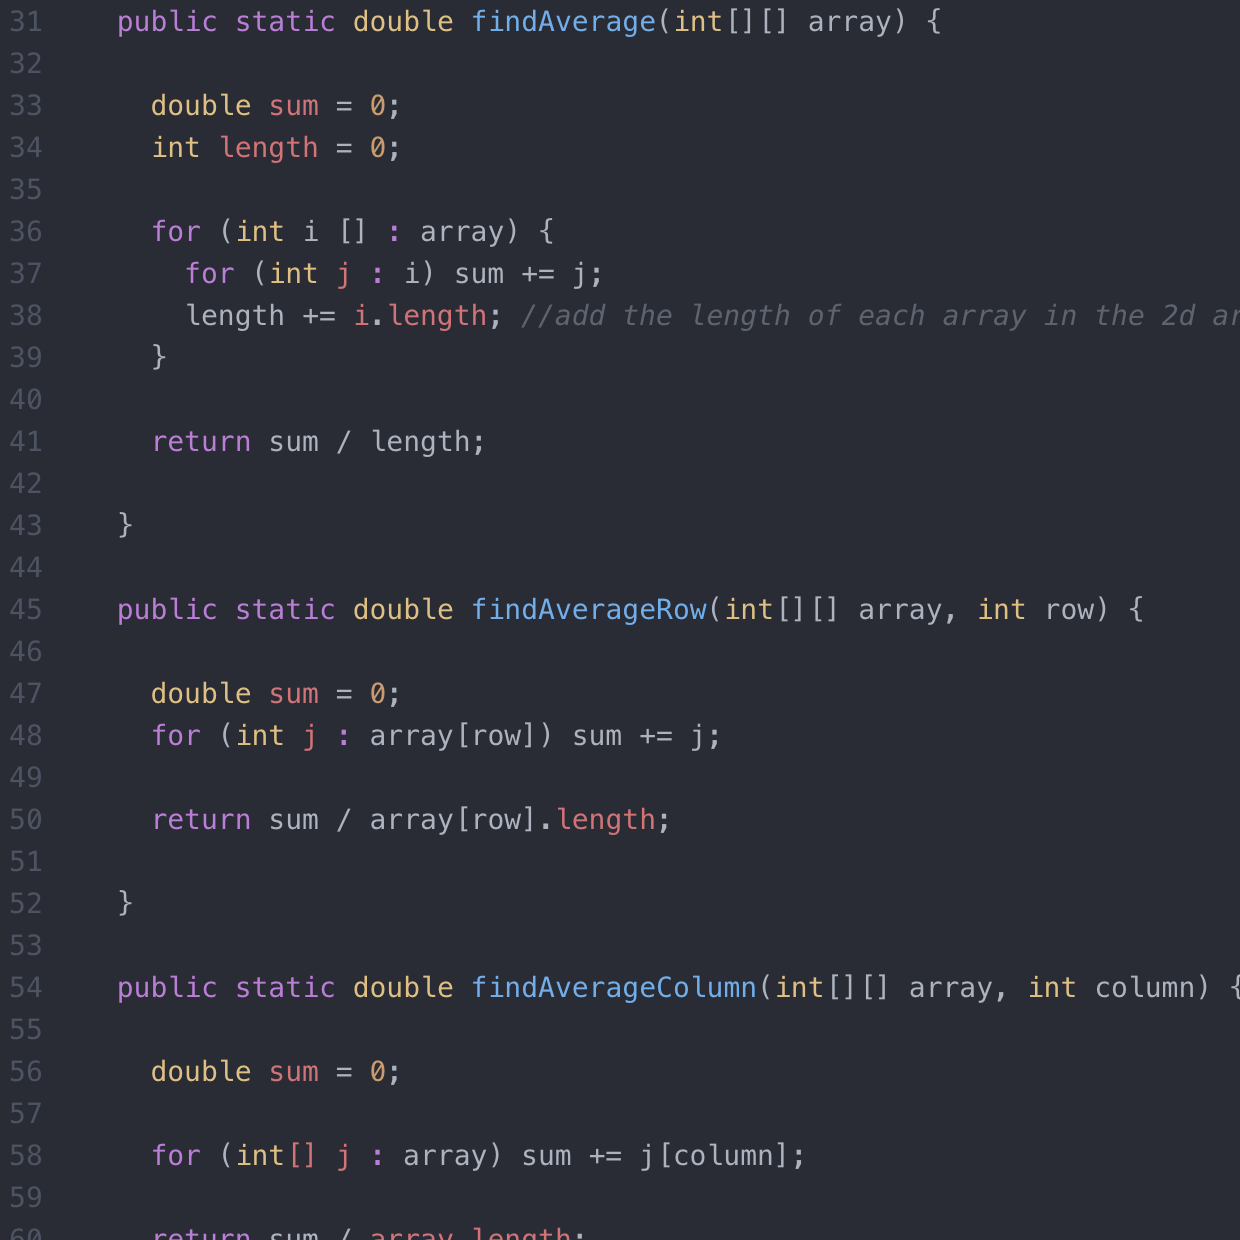 31 public static double findAverage(int[][] array) {
32
33 double sum = 0;
34 int length = 0;
35
36 for (int i [] : array) {
37 for (int j : i) sum += j;
38 length += i.length; //add the length of each array in the 2d
39 }
40
41 return sum / length;
42
43 }
44
45 public static double findAverageRow(int[][] array, int row) {
46
47 double sum = 0;
48 for (int j : array[row]) sum += j;
49
50 return sum / array[row].length;
51
52 }
53
54 public static double findAverageColumn(int[][] array, int column) {
55
56 double sum = 0;
57
58 for (int[] j : array) sum += j[column];
59
60 return sum / array.length;